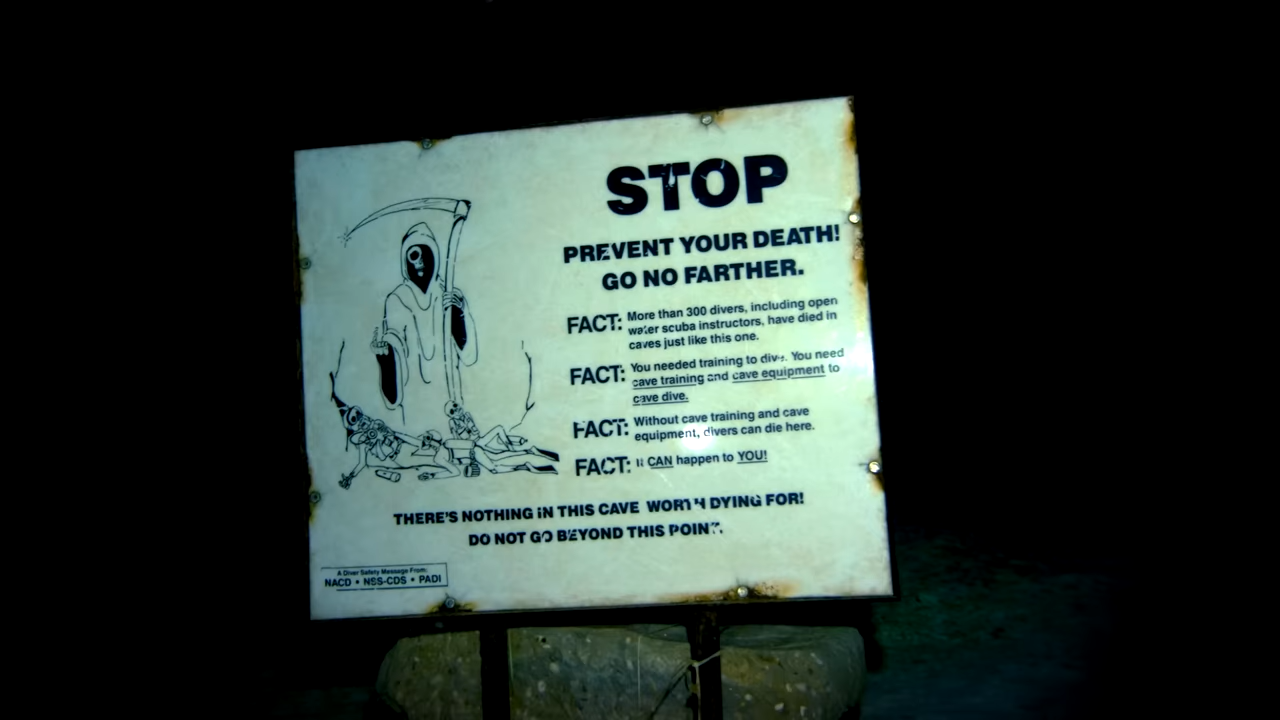 STOP
PREVENT YOUR DEATH!
GO NO FARTHER.
FACT: More than 300 divers, including open
water scuba instructors, have died in
caves just like this one.
FACT: You needed training to dive. You need
cave training and cave equipment to
cave dive.
FACT: Without cave training and cave
equipment, divers can die here.
FACT: It CAN happen to YOU!
THERE'S NOTHING IN THIS CAVE WORTH DYING FOR!
DO NOT GO BEYOND THIS POINT.
A Diver Safety Message From:
NACD • NSS-CDS • PADI